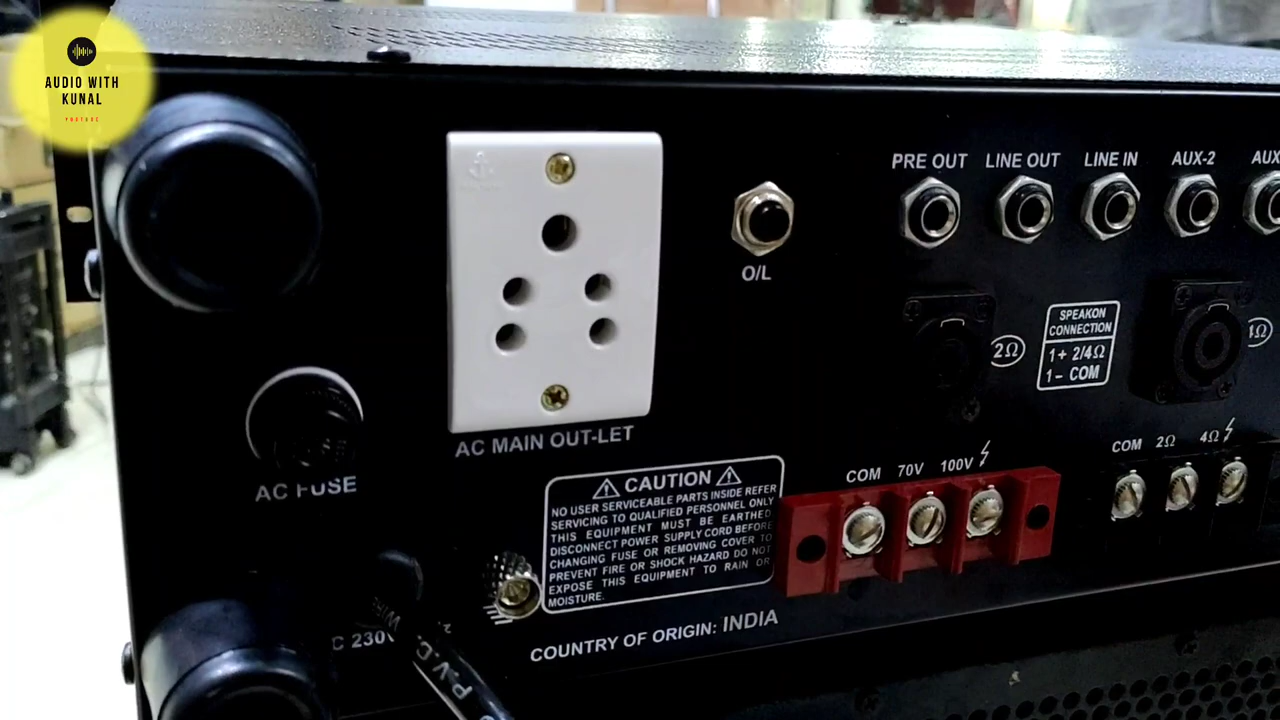 AUDIO WITH
KUNAL
YOUTUBE
PRE OUT
LINE OUT
LINE IN
AUX-2
AUX
O/L
2Ω
SPEAKON
CONNECTION
1+ 2/4Ω
1- COM
AC MAIN OUT-LET
AC FUSE
COM
70V
100V
COM
2Ω
4Ω
CAUTION
NO USER SERVICEABLE PARTS INSIDE REFER
SERVICING TO QUALIFIED PERSONNEL ONLY
THIS EQUIPMENT MUST BE EARTHED
DISCONNECT POWER SUPPLY CORD BEFORE
CHANGING FUSE OR REMOVING COVER TO
PREVENT FIRE OR SHOCK HAZARD DO NOT
EXPOSE THIS EQUIPMENT TO RAIN OR
MOISTURE.
C 230V
P.V.C.
COUNTRY OF ORIGIN: INDIA